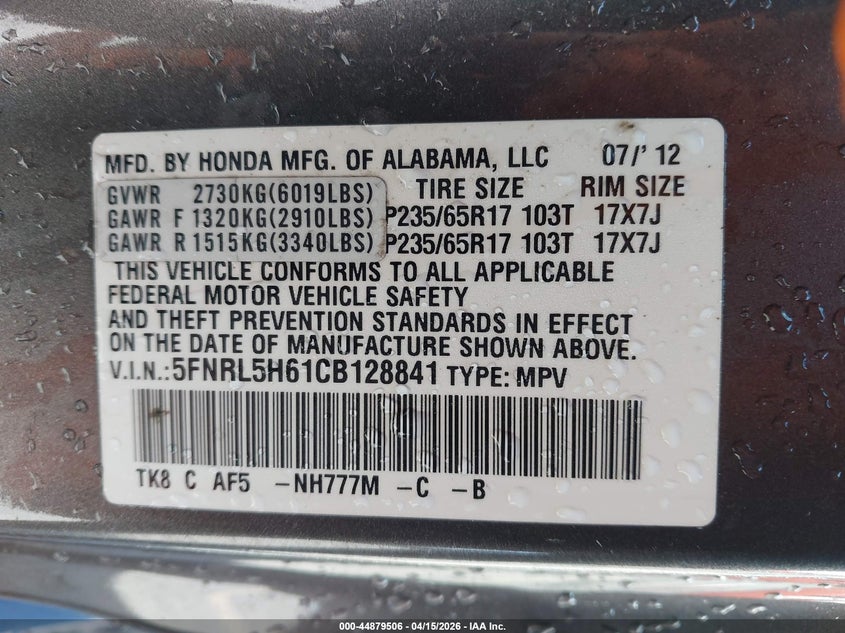 MFD. BY HONDA MFG. OF ALABAMA, LLC 07/' 12
GVWR 2730KG(6019LBS) TIRE SIZE RIM SIZE
GAWR F 1320KG(2910LBS) P235/65R17 103T 17X7J
GAWR R 1515KG(3340LBS) P235/65R17 103T 17X7J
THIS VEHICLE CONFORMS TO ALL APPLICABLE
FEDERAL MOTOR VEHICLE SAFETY
AND THEFT PREVENTION STANDARDS IN EFFECT
ON THE DATE OF MANUFACTURE SHOWN ABOVE.
V.I.N.:5FNRL5H61CB128841 TYPE: MPV
TK8 C AF5 -NH777M -C -B
000-44879506 - 04/15/2026 - IAA Inc.